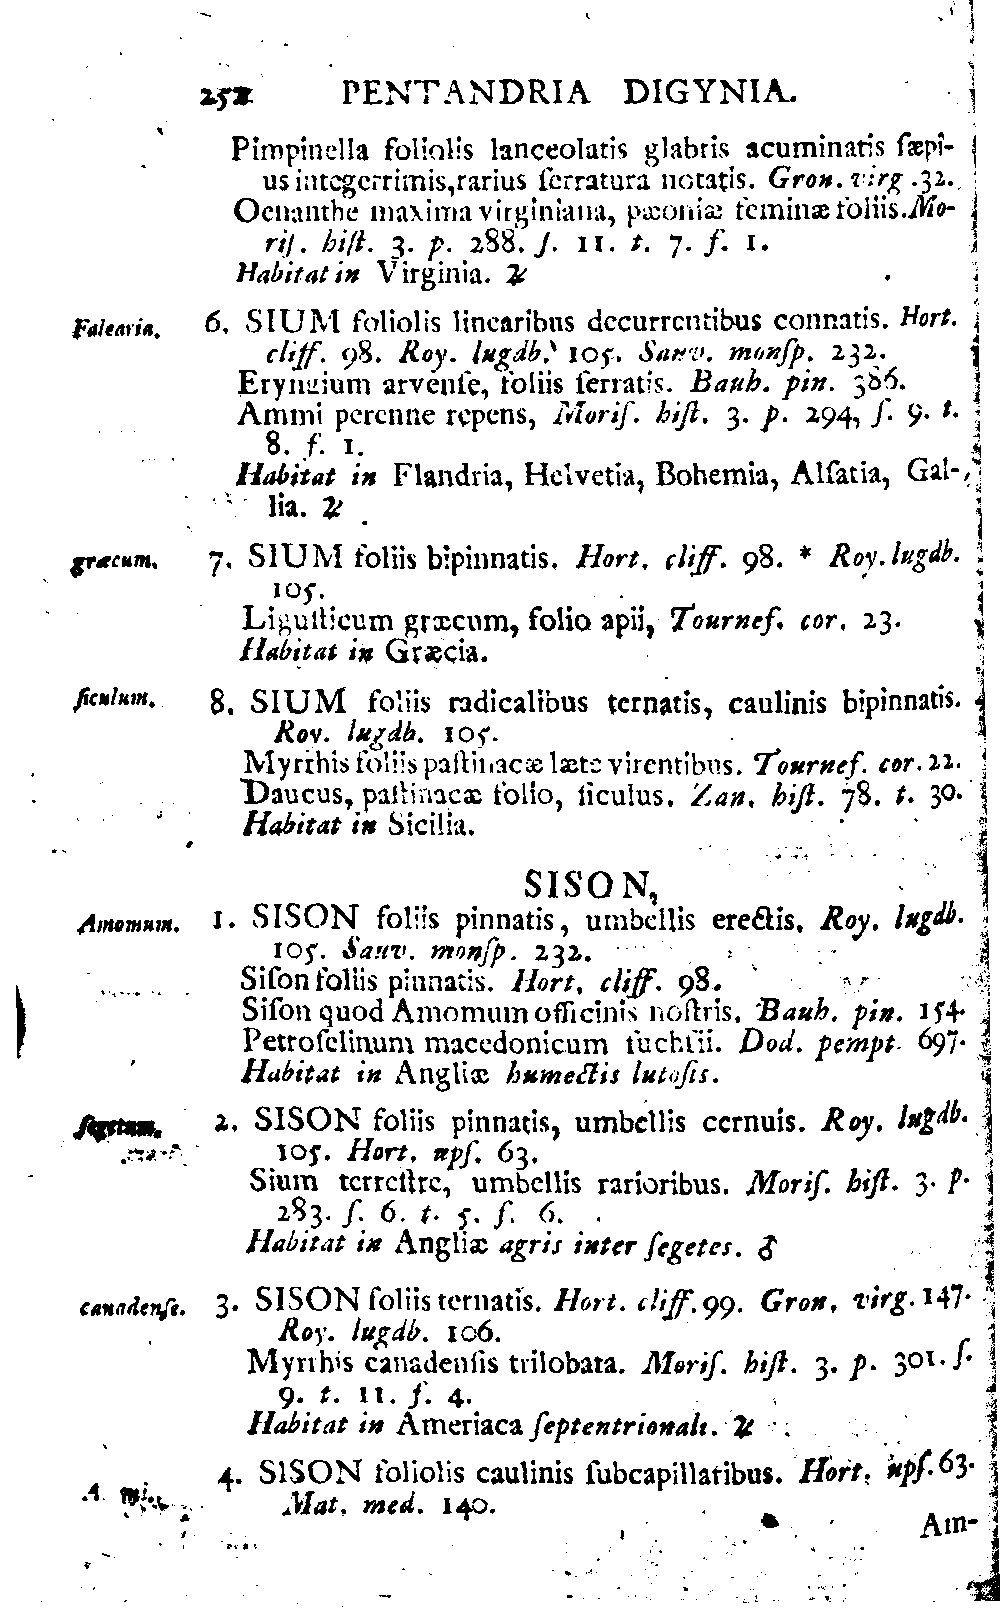 252 PENTANDRIA DIGYNIA.
Pimpinella foliolis lanceolatis glabris acuminatis ſæpi-
us integerrimis, rarius ſerratura notatis. Gron. virg. 32.
Oenanthe maxima virginiana, pæoniæ feminæ foliis. Mo-
riſ. hiſt. 3. p. 288. ſ. 11. t. 7. f. 1.
Habitat in Virginia. ♃
Falcaria. 6. SIUM foliolis linearibus decurrentibus connatis. Hort.
cliff. 98. Roy. lugdb. 105. Sauv. monſp. 232.
Eryngium arvenſe, foliis ſerratis. Bauh. pin. 386.
Ammi perenne repens, Moriſ. hiſt. 3. p. 294, ſ. 9. t.
8. f. 1.
Habitat in Flandria, Helvetia, Bohemia, Alſatia, Gal-
lia. ♃
græcum. 7. SIUM foliis bipinnatis. Hort. cliff. 98. * Roy. lugdb.
105.
Liguſticum græcum, folio apii, Tournef. cor. 23.
Habitat in Græcia.
ſiculum. 8. SIUM foliis radicalibus ternatis, caulinis bipinnatis.
Roy. lugdb. 105.
Myrrhis foliis paſtinacæ læte virentibus. Tournef. cor. 22.
Daucus, paſtinacæ folio, ſiculus. Zan. hiſt. 78. t. 30.
Habitat in Sicilia.
SISON,
Amomum. 1. SISON foliis pinnatis, umbellis erectis. Roy. lugdb.
105. Sauv. monſp. 232.
Siſon foliis pinnatis. Hort. cliff. 98.
Siſon quod Amomum officinis noſtris. Bauh. pin. 154.
Petroſelinum macedonicum fuchſii. Dod. pempt. 697.
Habitat in Angliæ humectis lutoſis.
ſegetum. 2. SISON foliis pinnatis, umbellis cernuis. Roy. lugdb.
105. Hort. upſ. 63.
Sium terreſtre, umbellis rarioribus. Moriſ. hiſt. 3. p.
283. ſ. 6. t. 5. f. 6.
Habitat in Angliæ agris inter ſegetes. ♂
canadenſe. 3. SISON foliis ternatis. Hort. cliff. 99. Gron. virg. 147.
Roy. lugdb. 106.
Myrrhis canadenſis trilobata. Moriſ. hiſt. 3. p. 301. ſ.
9. t. 11. f. 4.
Habitat in Ameriaca ſeptentrionali. ♃
4. SISON foliolis caulinis ſubcapillatibus. Hort. upſ. 63.
Mat. med. 140.
Am-